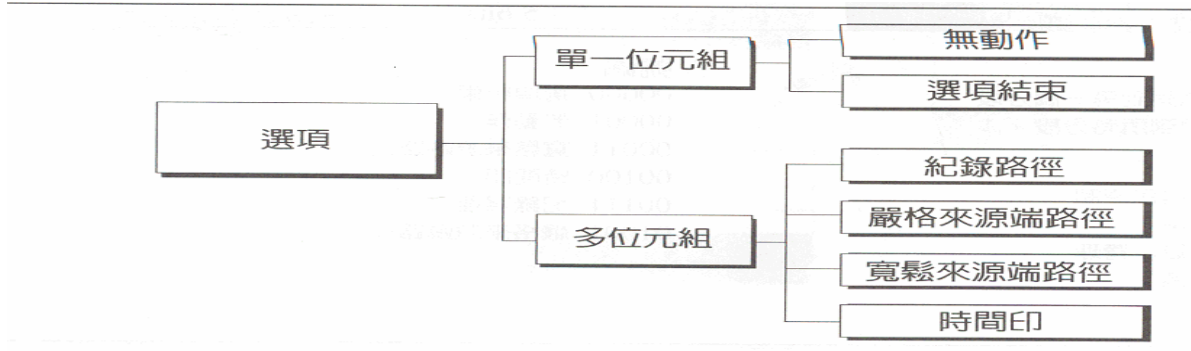 選項
單一位元組
無動作
選項結束
多位元組
紀錄路徑
嚴格來源端路徑
寬鬆來源端路徑
時間印